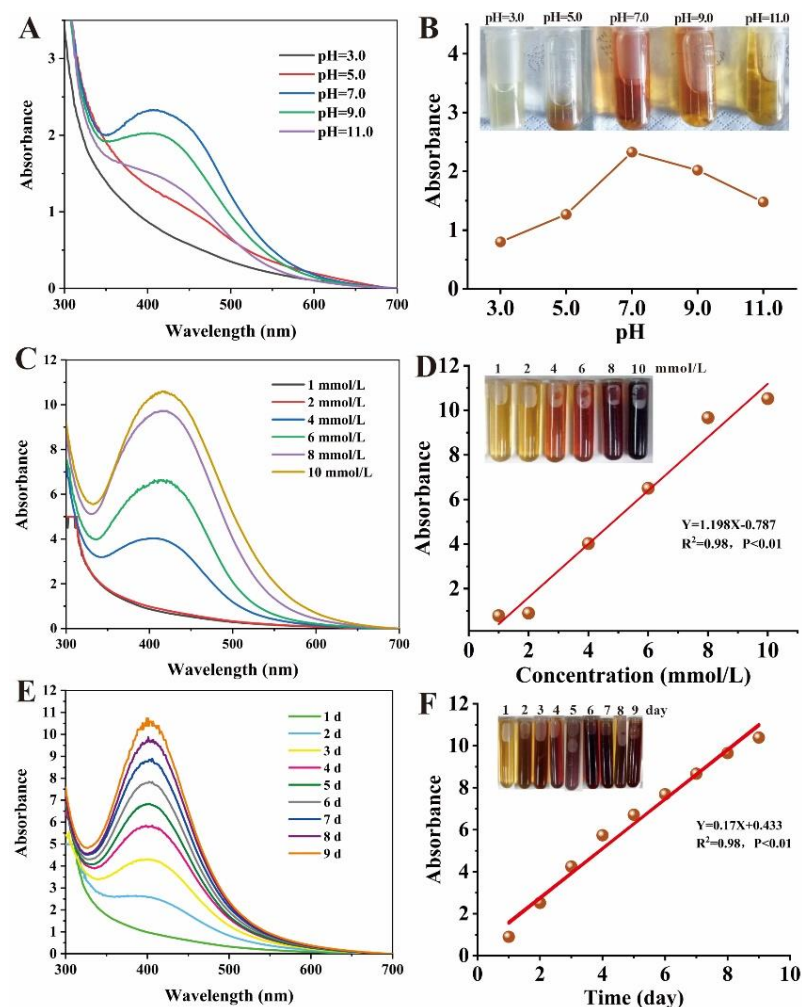 A
pH=3.0
pH=5.0
pH=7.0
pH=9.0
pH=11.0
3
2
1
300 400 500 600 700
Absorbance
Wavelength (nm)
B
pH=3.0 pH=5.0 pH=7.0 pH=9.0 pH=11.0
4
3
2
1
0
3.0 5.0 7.0 9.0 11.0
Absorbance
pH
C
1 mmol/L
2 mmol/L
4 mmol/L
6 mmol/L
8 mmol/L
10 mmol/L
12
10
8
6
4
2
0
300 400 500 600 700
Absorbance
Wavelength (nm)
D
1 2 4 6 8 10 mmol/L
12
10
8
6
4
2
0 2 4 6 8 10
Y=1.198X−0.787
R²=0.98, P<0.01
Absorbance
Concentration (mmol/L)
E
1 d
2 d
3 d
4 d
5 d
6 d
7 d
8 d
9 d
12
11
10
9
8
7
6
5
4
3
2
1
0
300 400 500 600 700
Absorbance
Wavelength (nm)
F
1 2 3 4 5 6 7 8 9 day
12
10
8
6
4
2
0
0 2 4 6 8 10
Y=0.17X+0.433
R²=0.98, P<0.01
Absorbance
Time (day)